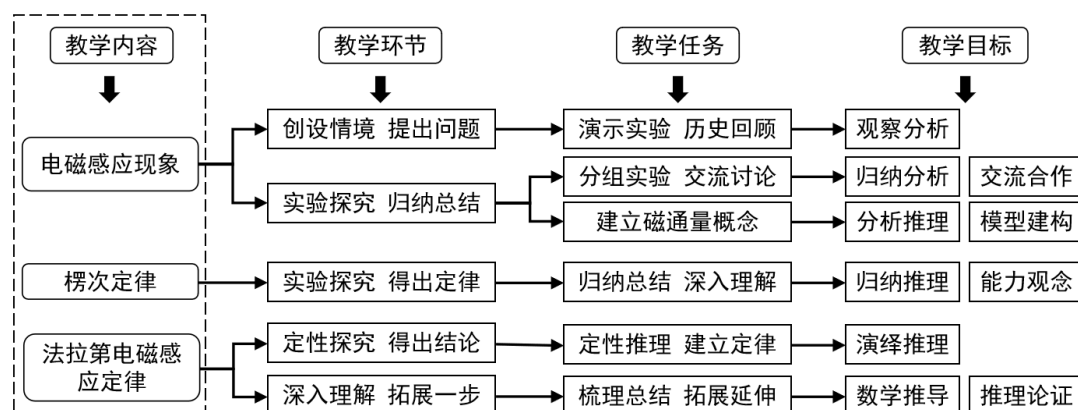 教学内容
教学环节
教学任务
教学目标
电磁感应现象
创设情境 提出问题
演示实验 历史回顾
观察分析
实验探究 归纳总结
分组实验 交流讨论
归纳分析
交流合作
建立磁通量概念
分析推理
模型建构
楞次定律
实验探究 得出定律
归纳总结 深入理解
归纳推理
能力观念
法拉第电磁感
应定律
定性探究 得出结论
定性推理 建立定律
演绎推理
深入理解 拓展一步
梳理总结 拓展延伸
数学推导
推理论证